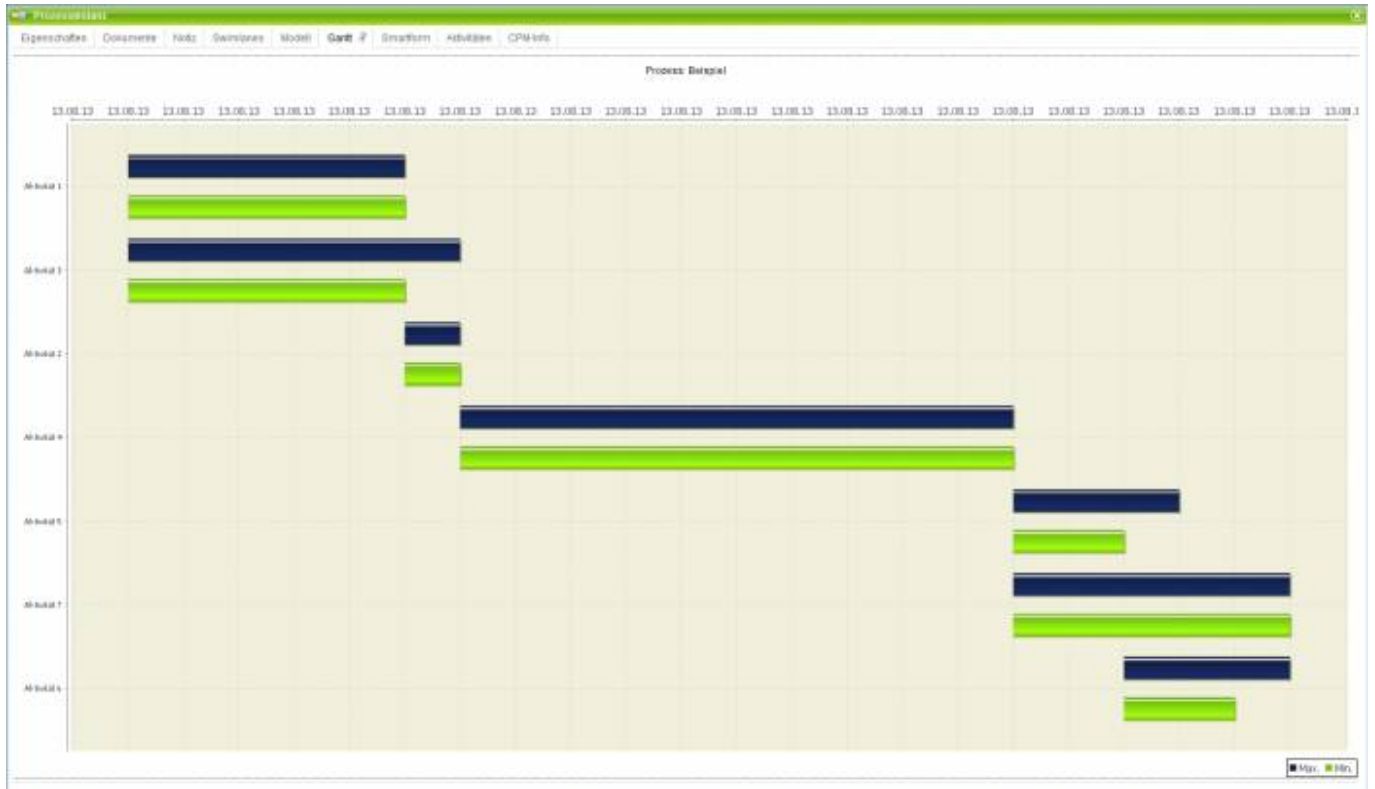 Prozessinstanz
Eigenschaften Dokumente Notiz Swimlanes Modell Gantt Smartform Aktivitäten CPM-Info
Prozess: Beispiel
13.08.13 13.08.13 13.08.13 13.08.13 13.08.13 13.08.13 13.08.13 13.08.13 13.08.13 13.08.13 13.08.13 13.08.13 13.08.13 13.08.13 13.08.13 13.08.13 13.08.13 13.08.13 13.08.13 13.08.13 13.08.13 13.08.13 13.08.13 13.08.1
Aktivität 1
Aktivität 3
Aktivität 2
Aktivität 4
Aktivität 5
Aktivität 7
Aktivität 6
Max. Min.